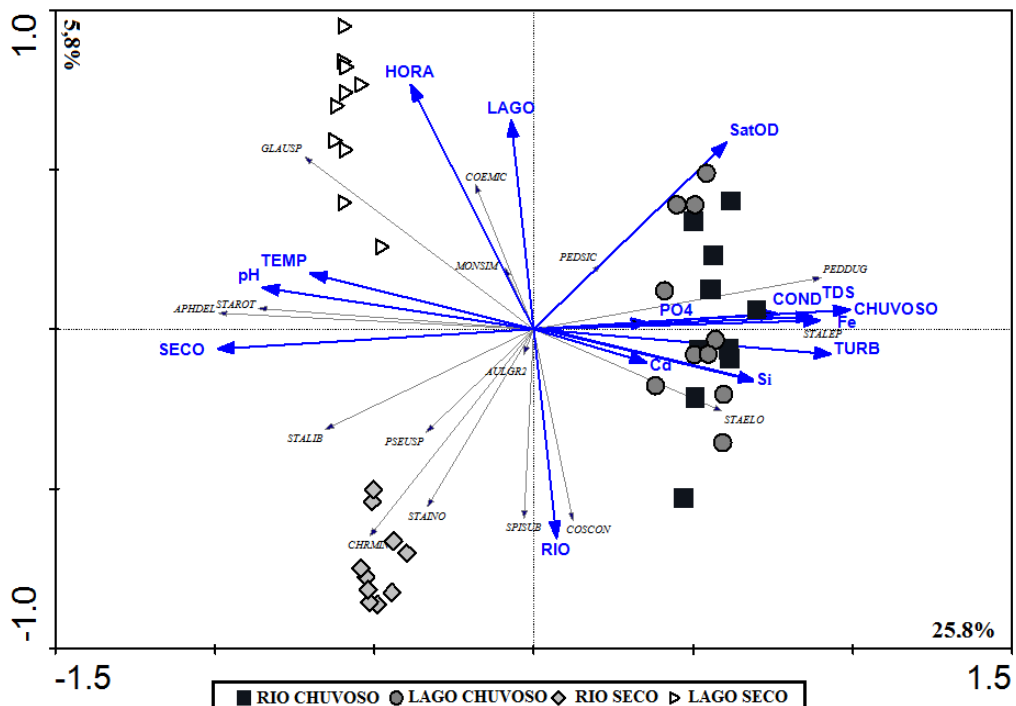 1.0
5,8%
HORA
LAGO
SatOD
GLAUSP
COEMIC
MONSIM
PEDSIC
PEDDUG
TEMP
pH
APHDEL
STAROT
PO4
COND
TDS
CHUVOSO
Fe
STALEP
SECO
TURB
AULGR2
Cd
Si
STAELO
STALIB
PSEUSP
STAINO
SPISUB
COSCON
RIO
-1.0
25.8%
-1.5
1.5
RIO CHUVOSO LAGO CHUVOSO RIO SECO LAGO SECO